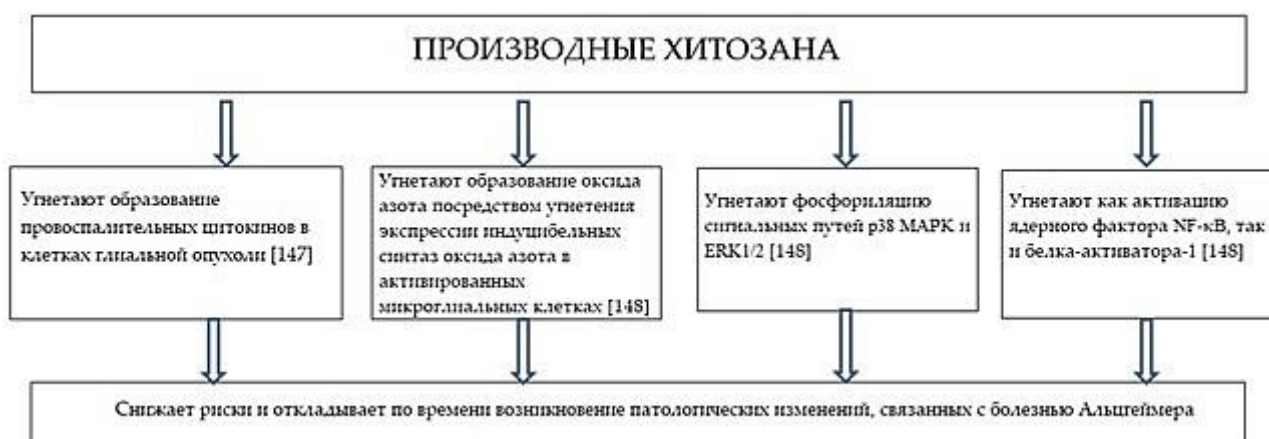 ПРОИЗВОДНЫЕ ХИТОЗАНА
Угнетают образование
провоспалительных цитокинов в
клетках глиальной опухоли [147]
Угнетают образование оксида
азота посредством угнетения
экспрессии индуцибельных
синтаз оксида азота в
активированных
микроглиальных клетках [148]
Угнетают фосфориляцию
сигнальных путей p38 МАРК и
ERK1/2 [148]
Угнетают как активацию
ядерного фактора NF-κB, так
и белка-активатора-1 [148]
Снижает риски и откладывает по времени возникновение патологических изменений, связанных с болезнью Альцгеймера